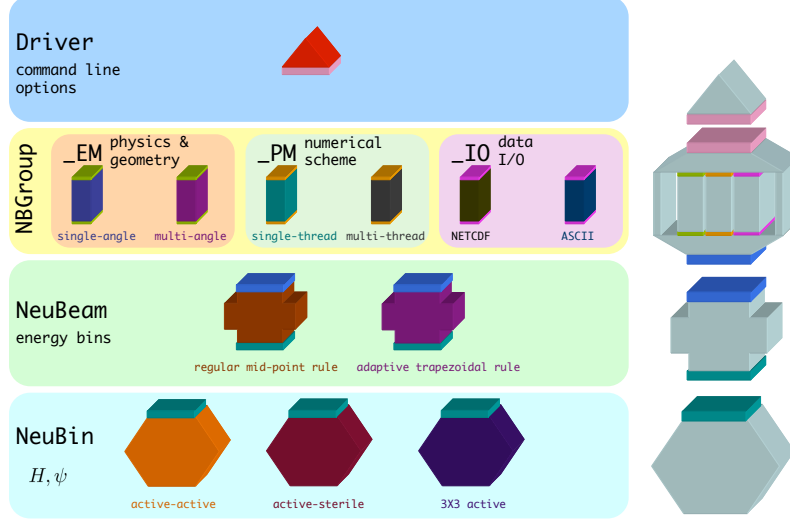 Driver
command line
options
NBGroup
_EM physics &
geometry
_PM numerical
scheme
_IO data
I/O
single-angle
multi-angle
single-thread
multi-thread
NETCDF
ASCII
NeuBeam
energy bins
regular mid-point rule
adaptive trapezoidal rule
NeuBin
H, ψ
active-active
active-sterile
3X3 active